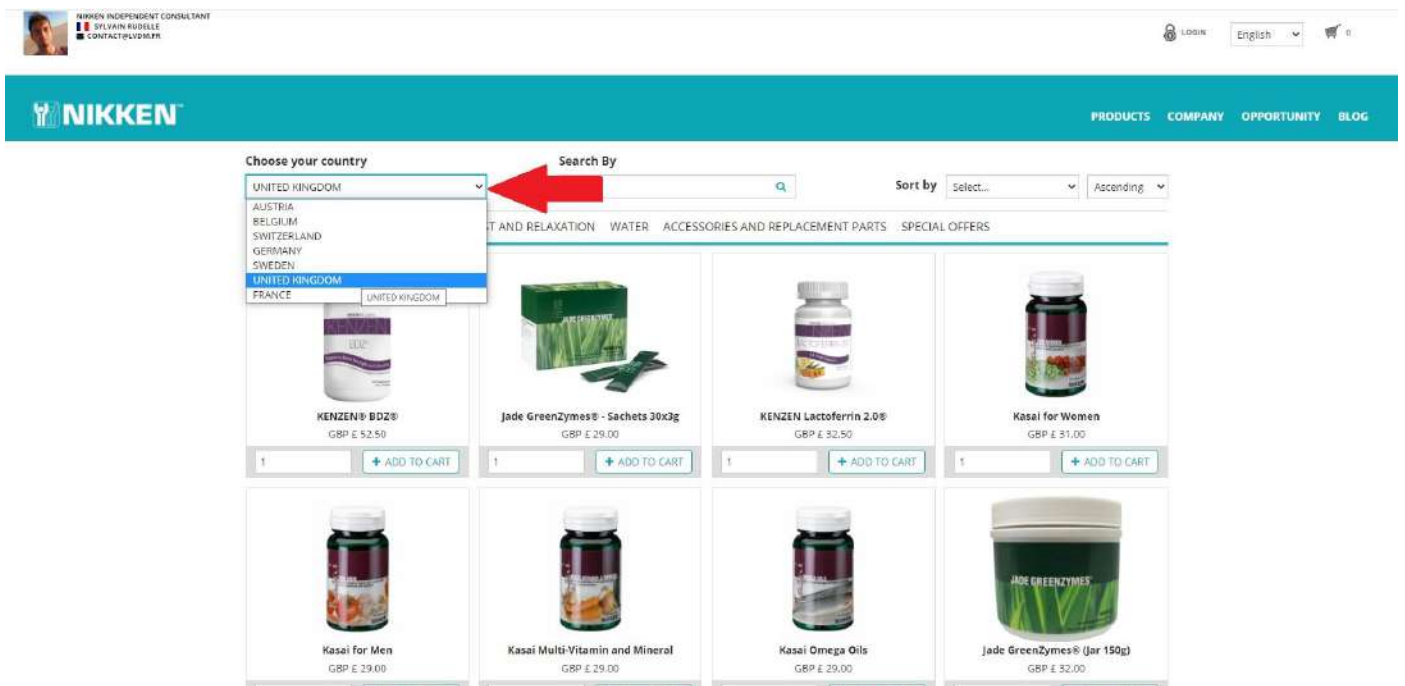 NIKKEN INDEPENDENT CONSULTANT
SYLVAIN RUDELLE
CONTACT@LVDM.FR
LOGIN
English
0
NIKKEN™
PRODUCTS COMPANY OPPORTUNITY BLOG
Choose your country
Search By
UNITED KINGDOM
Sort by
Select...
Ascending
AUSTRIA
BELGIUM
SWITZERLAND
GERMANY
SWEDEN
UNITED KINGDOM
FRANCE
UNITED KINGDOM
AND RELAXATION WATER ACCESSORIES AND REPLACEMENT PARTS SPECIAL OFFERS
KENZEN
BDZ®
JADE GREENZYMES
KENZEN® BDZ®
GBP £ 52.50
1
+ ADD TO CART
Jade GreenZymes® - Sachets 30x3g
GBP £ 29.00
1
+ ADD TO CART
KENZEN Lactoferrin 2.0®
GBP £ 32.50
1
+ ADD TO CART
Kasai for Women
GBP £ 31.00
1
+ ADD TO CART
JADE GREENZYMES
Kasai for Men
GBP £ 29.00
Kasai Multi-Vitamin and Mineral
GBP £ 29.00
Kasai Omega Oils
GBP £ 29.00
Jade GreenZymes® (Jar 150g)
GBP £ 32.00